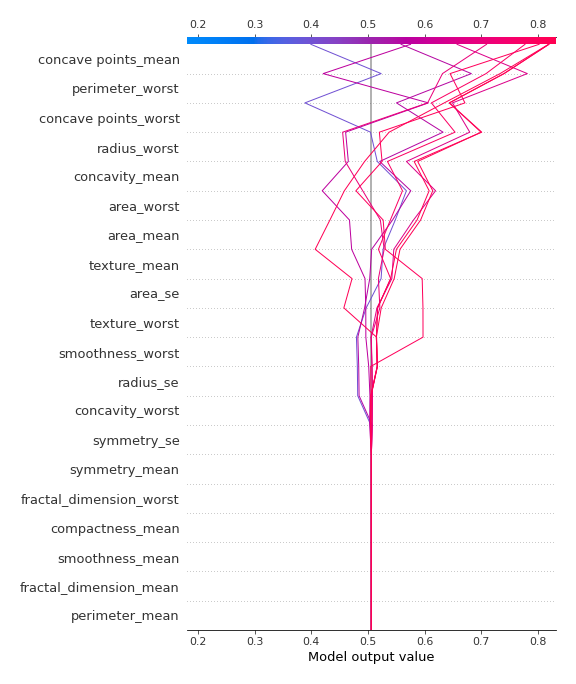 0.2 0.3 0.4 0.5 0.6 0.7 0.8
concave points_mean
perimeter_worst
concave points_worst
radius_worst
concavity_mean
area_worst
area_mean
texture_mean
area_se
texture_worst
smoothness_worst
radius_se
concavity_worst
symmetry_se
symmetry_mean
fractal_dimension_worst
compactness_mean
smoothness_mean
fractal_dimension_mean
perimeter_mean
0.2 0.3 0.4 0.5 0.6 0.7 0.8
Model output value